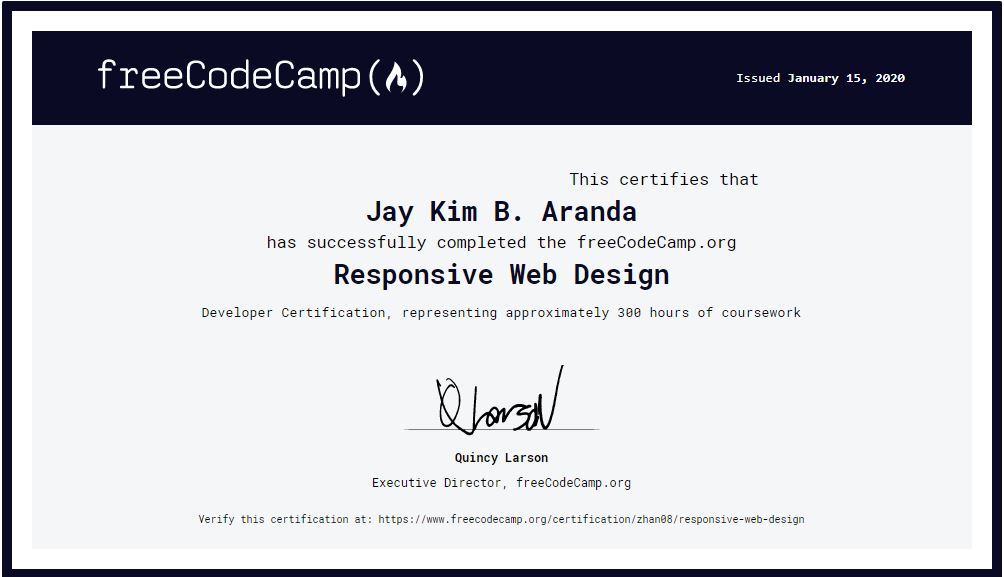 freeCodeCamp(🔥)
Issued January 15, 2020
This certifies that
Jay Kim B. Aranda
has successfully completed the freeCodeCamp.org
Responsive Web Design
Developer Certification, representing approximately 300 hours of coursework
Q Larson
Quincy Larson
Executive Director, freeCodeCamp.org
Verify this certification at: https://www.freecodecamp.org/certification/zhan08/responsive-web-design